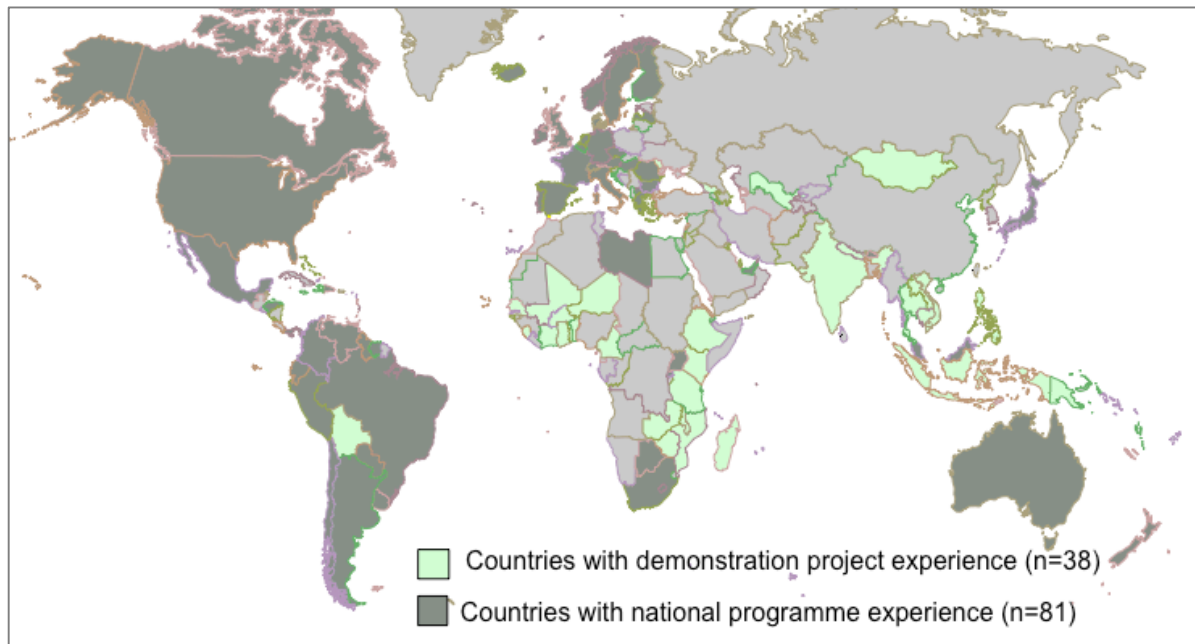 Countries with demonstration project experience (n=38)
Countries with national programme experience (n=81)